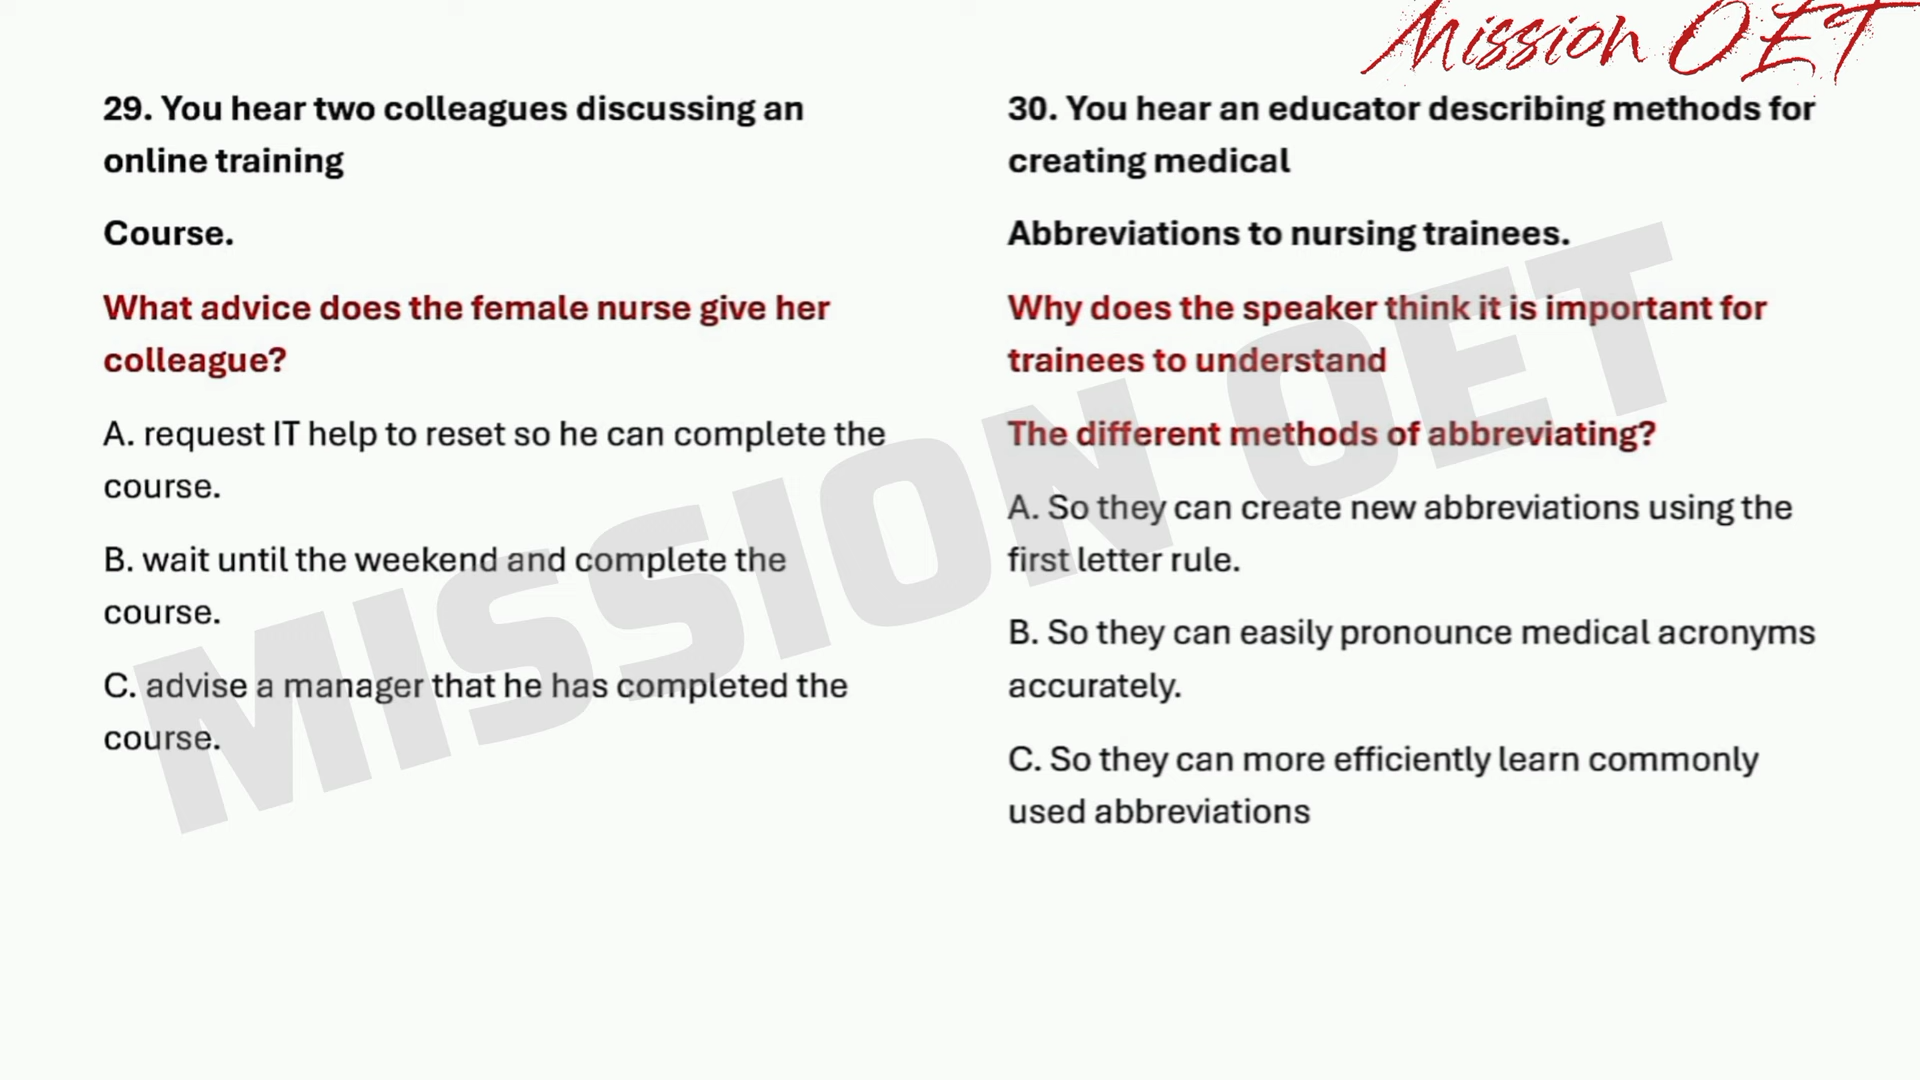 Mission OET
29. You hear two colleagues discussing an
online training
Course.
What advice does the female nurse give her
colleague?
A. request IT help to reset so he can complete the
course.
B. wait until the weekend and complete the
course.
C. advise a manager that he has completed the
course.
30. You hear an educator describing methods for
creating medical
Abbreviations to nursing trainees.
Why does the speaker think it is important for
trainees to understand
The different methods of abbreviating?
A. So they can create new abbreviations using the
first letter rule.
B. So they can easily pronounce medical acronyms
accurately.
C. So they can more efficiently learn commonly
used abbreviations
MISSION OET